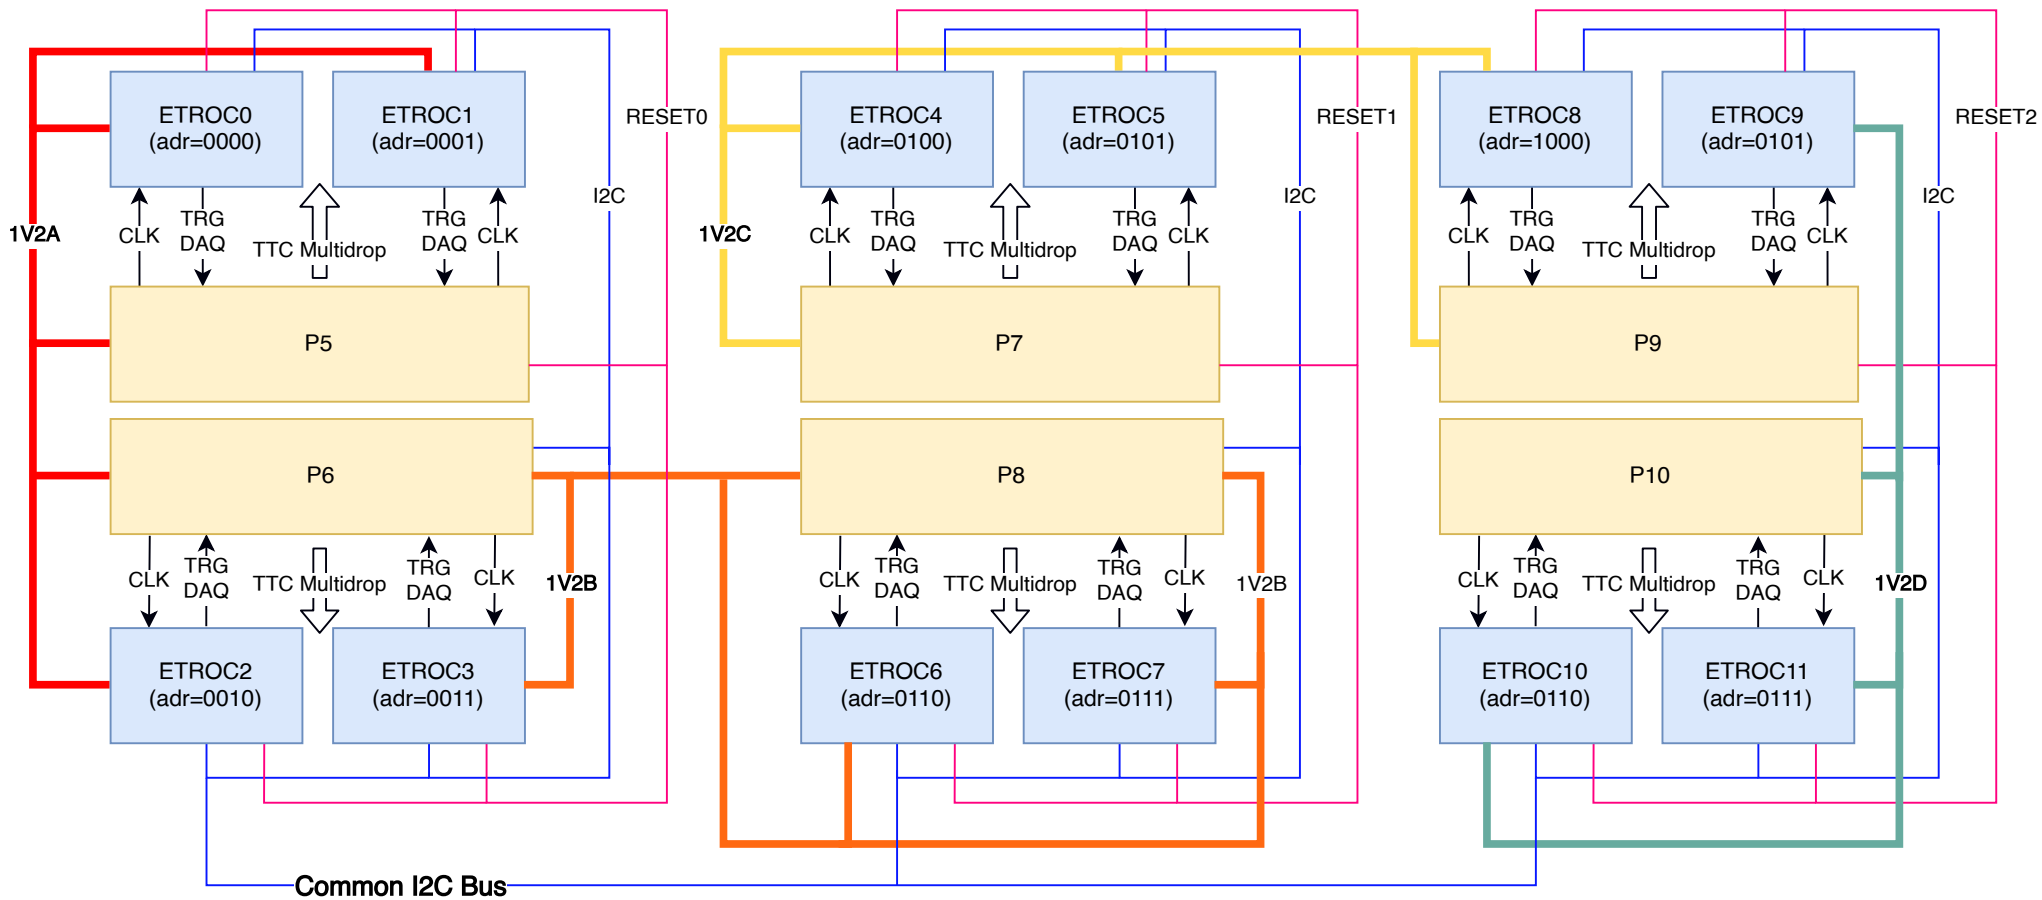 ETROC0
(adr=0000)
ETROC1
(adr=0001)
RESET0
ETROC4
(adr=0100)
ETROC5
(adr=0101)
RESET1
ETROC8
(adr=1000)
ETROC9
(adr=0101)
RESET2
1V2A
CLK
TRG
DAQ
TTC Multidrop
TRG
DAQ
CLK
I2C
1V2C
CLK
TRG
DAQ
TTC Multidrop
TRG
DAQ
CLK
I2C
CLK
TRG
DAQ
TTC Multidrop
TRG
DAQ
CLK
I2C
P5
P7
P9
P6
P8
P10
CLK
TRG
DAQ
TTC Multidrop
TRG
DAQ
CLK
1V2B
CLK
TRG
DAQ
TTC Multidrop
TRG
DAQ
CLK
1V2B
CLK
TRG
DAQ
TTC Multidrop
TRG
DAQ
CLK
1V2D
ETROC2
(adr=0010)
ETROC3
(adr=0011)
ETROC6
(adr=0110)
ETROC7
(adr=0111)
ETROC10
(adr=0110)
ETROC11
(adr=0111)
Common I2C Bus